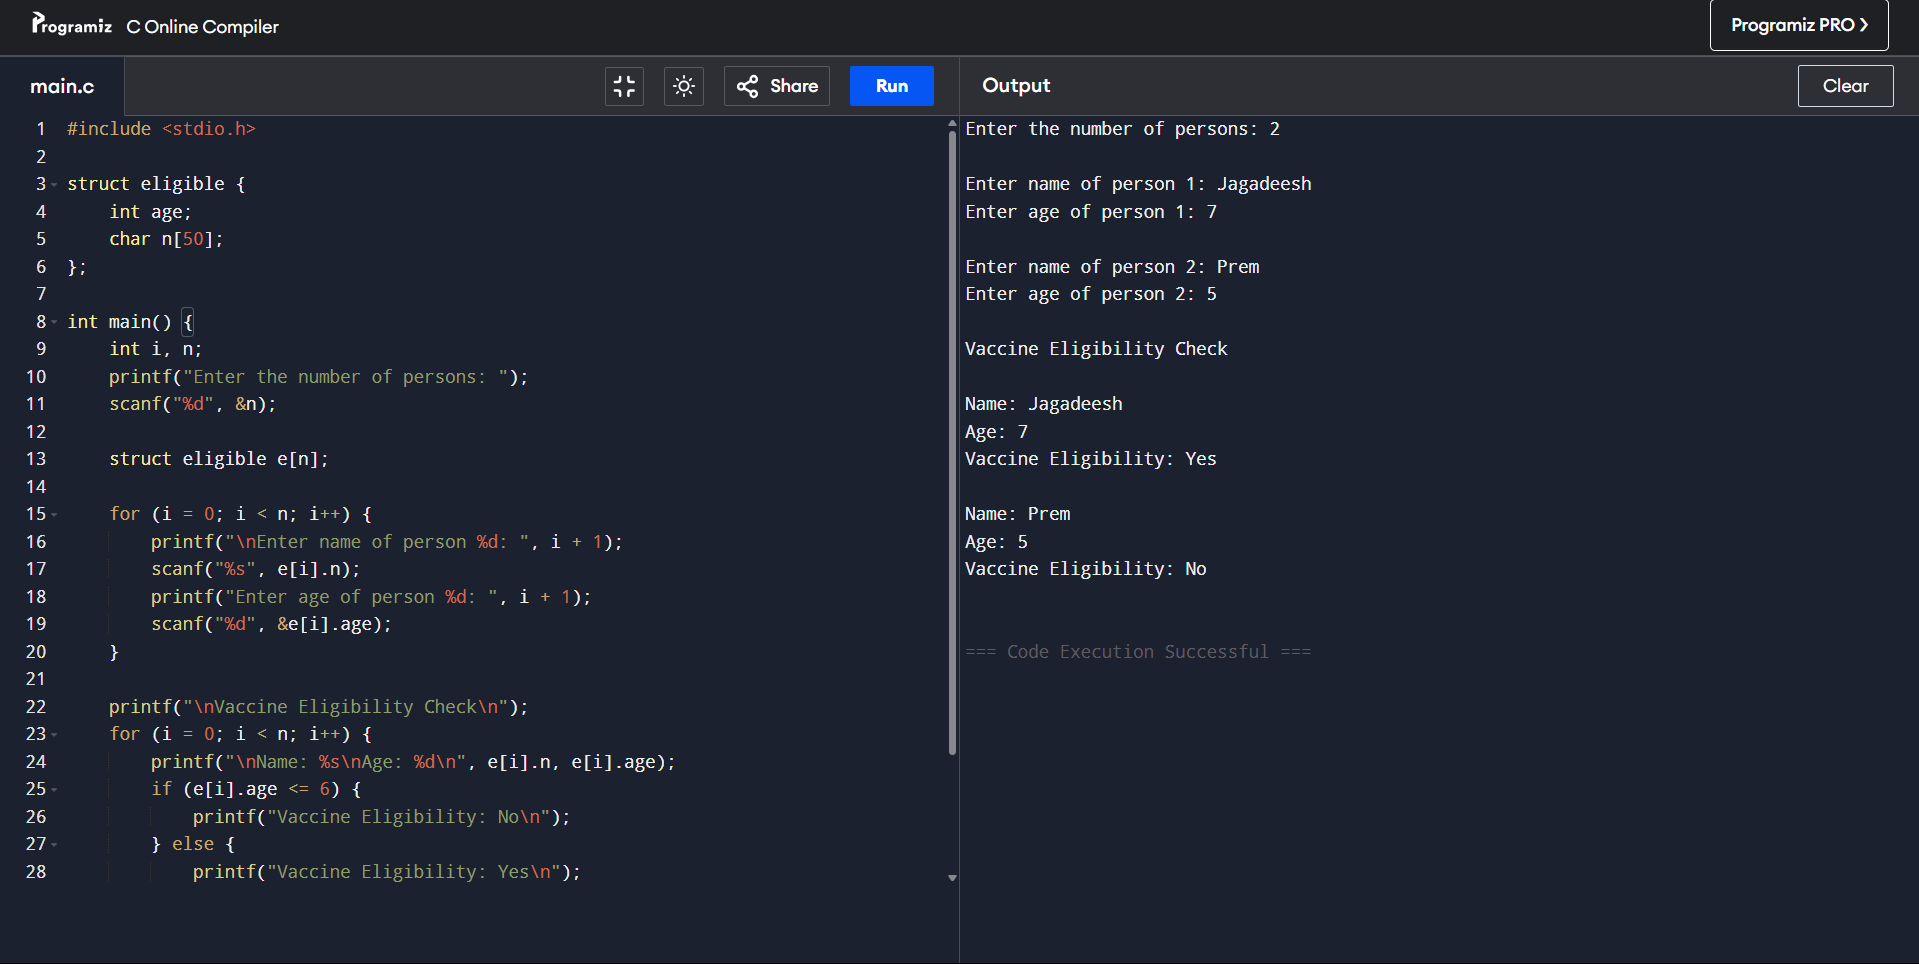 Programiz C Online Compiler
Programiz PRO ❯
main.c
Share
Run
Output
Clear
1 #include <stdio.h>
2
3 struct eligible {
4     int age;
5     char n[50];
6 };
7
8 int main() {
9     int i, n;
10     printf("Enter the number of persons: ");
11     scanf("%d", &n);
12
13     struct eligible e[n];
14
15     for (i = 0; i < n; i++) {
16         printf("\nEnter name of person %d: ", i + 1);
17         scanf("%s", e[i].n);
18         printf("Enter age of person %d: ", i + 1);
19         scanf("%d", &e[i].age);
20     }
21
22     printf("\nVaccine Eligibility Check\n");
23     for (i = 0; i < n; i++) {
24         printf("\nName: %s\nAge: %d\n", e[i].n, e[i].age);
25         if (e[i].age <= 6) {
26             printf("Vaccine Eligibility: No\n");
27         } else {
28             printf("Vaccine Eligibility: Yes\n");
Enter the number of persons: 2
Enter name of person 1: Jagadeesh
Enter age of person 1: 7
Enter name of person 2: Prem
Enter age of person 2: 5
Vaccine Eligibility Check
Name: Jagadeesh
Age: 7
Vaccine Eligibility: Yes
Name: Prem
Age: 5
Vaccine Eligibility: No
=== Code Execution Successful ===